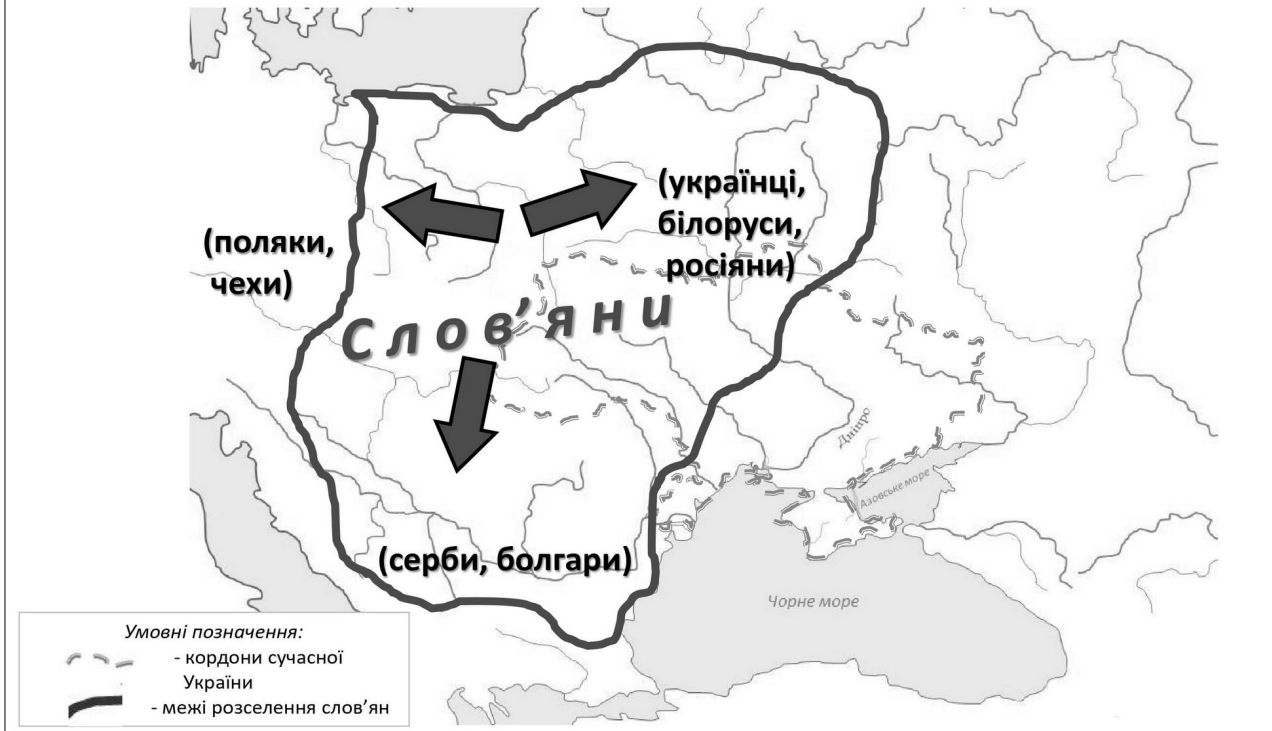 (українці,
білоруси,
росіяни)
(поляки,
чехи)
Слов’яни
Дніпро
Азовське море
(серби, болгари)
Чорне море
Умовні позначення:
- кордони сучасної
України
- межі розселення слов’ян